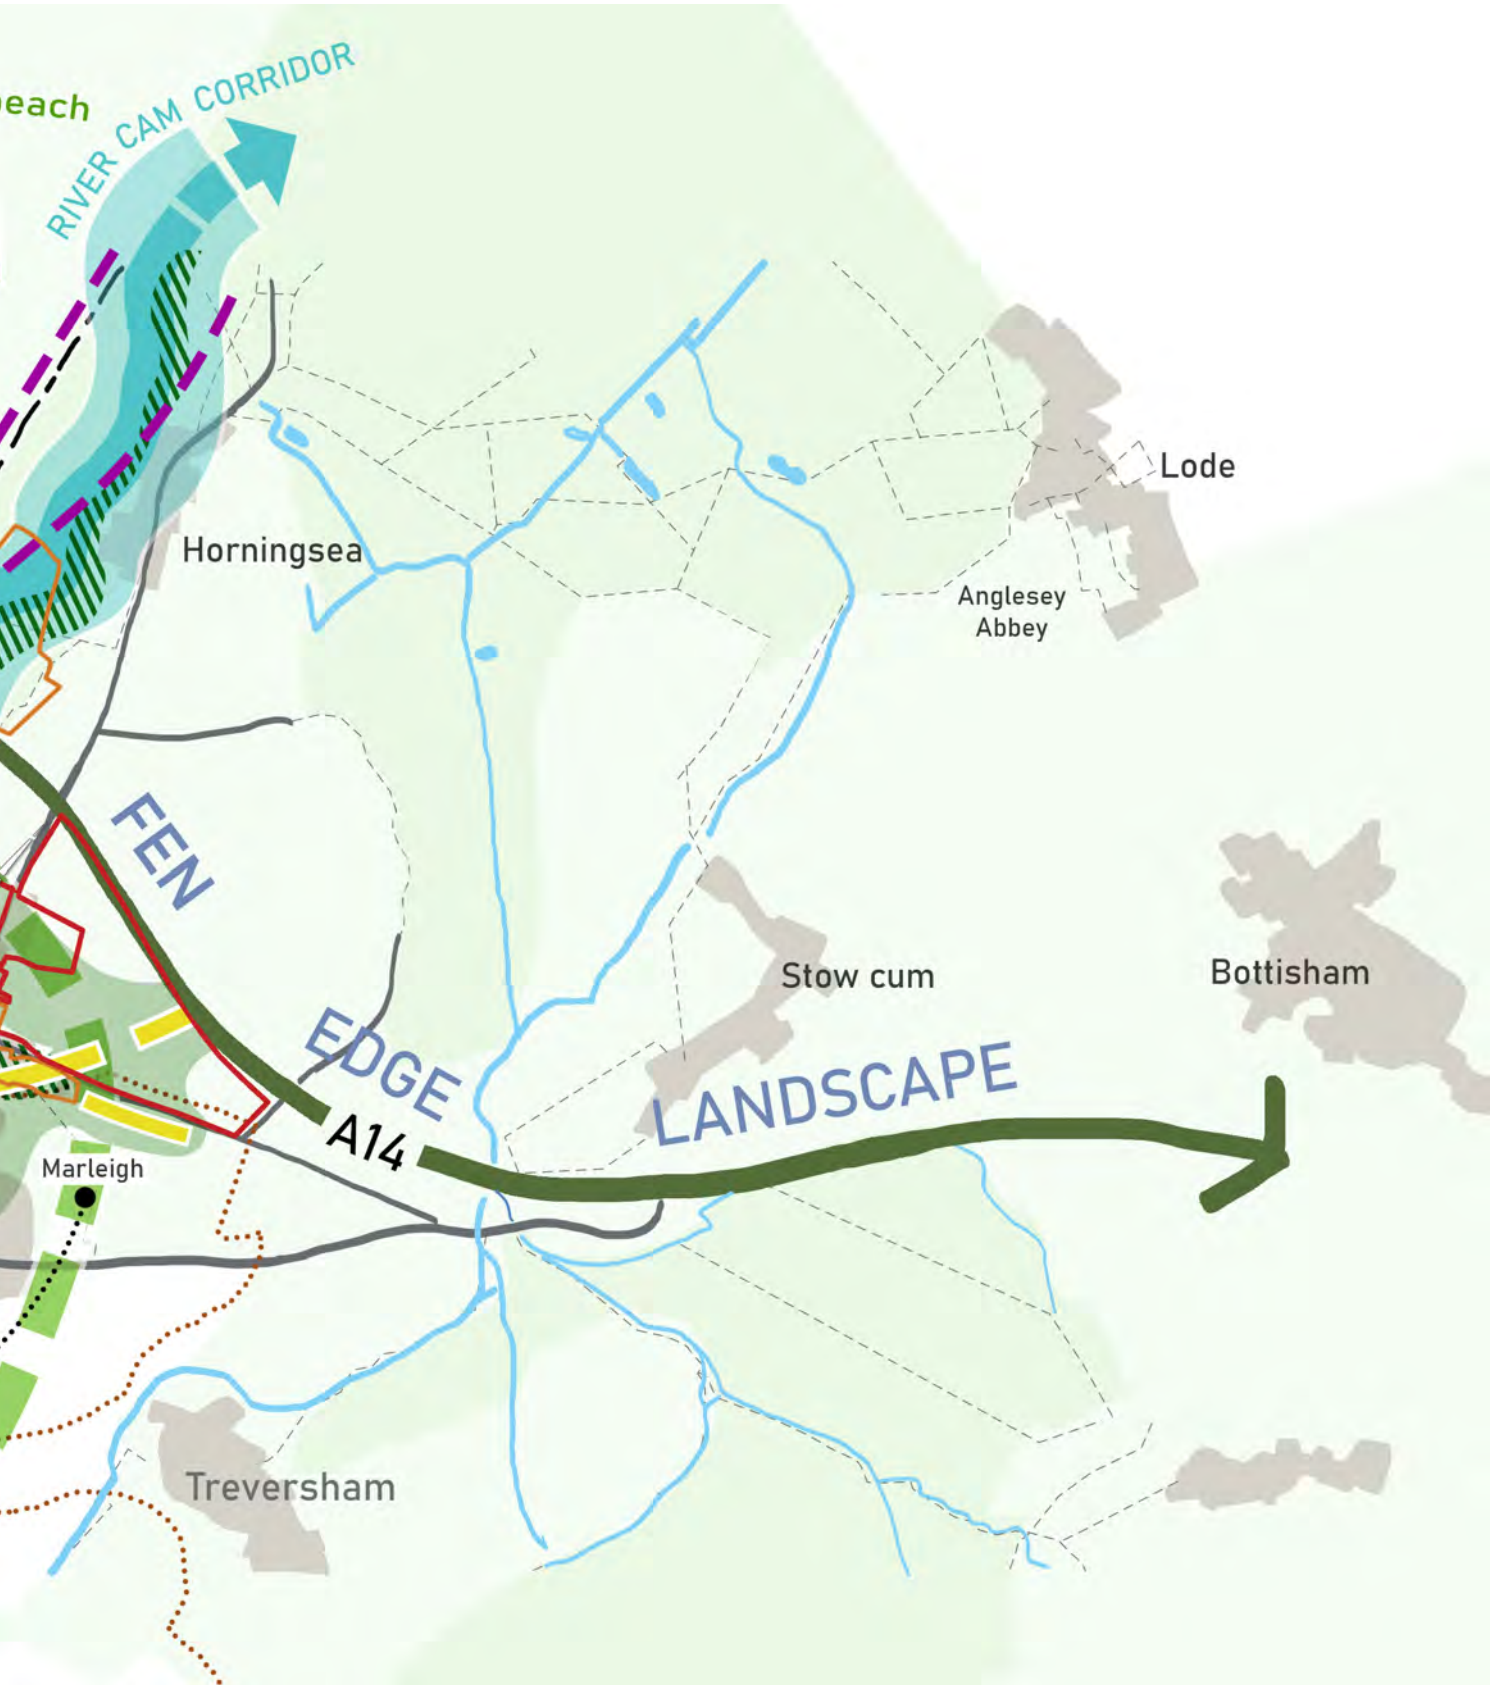 each
RIVER CAM CORRIDOR
Lode
Horningsea
Anglesey
Abbey
FEN
Stow cum
Bottisham
EDGE
LANDSCAPE
A14
Marleigh
Treversham